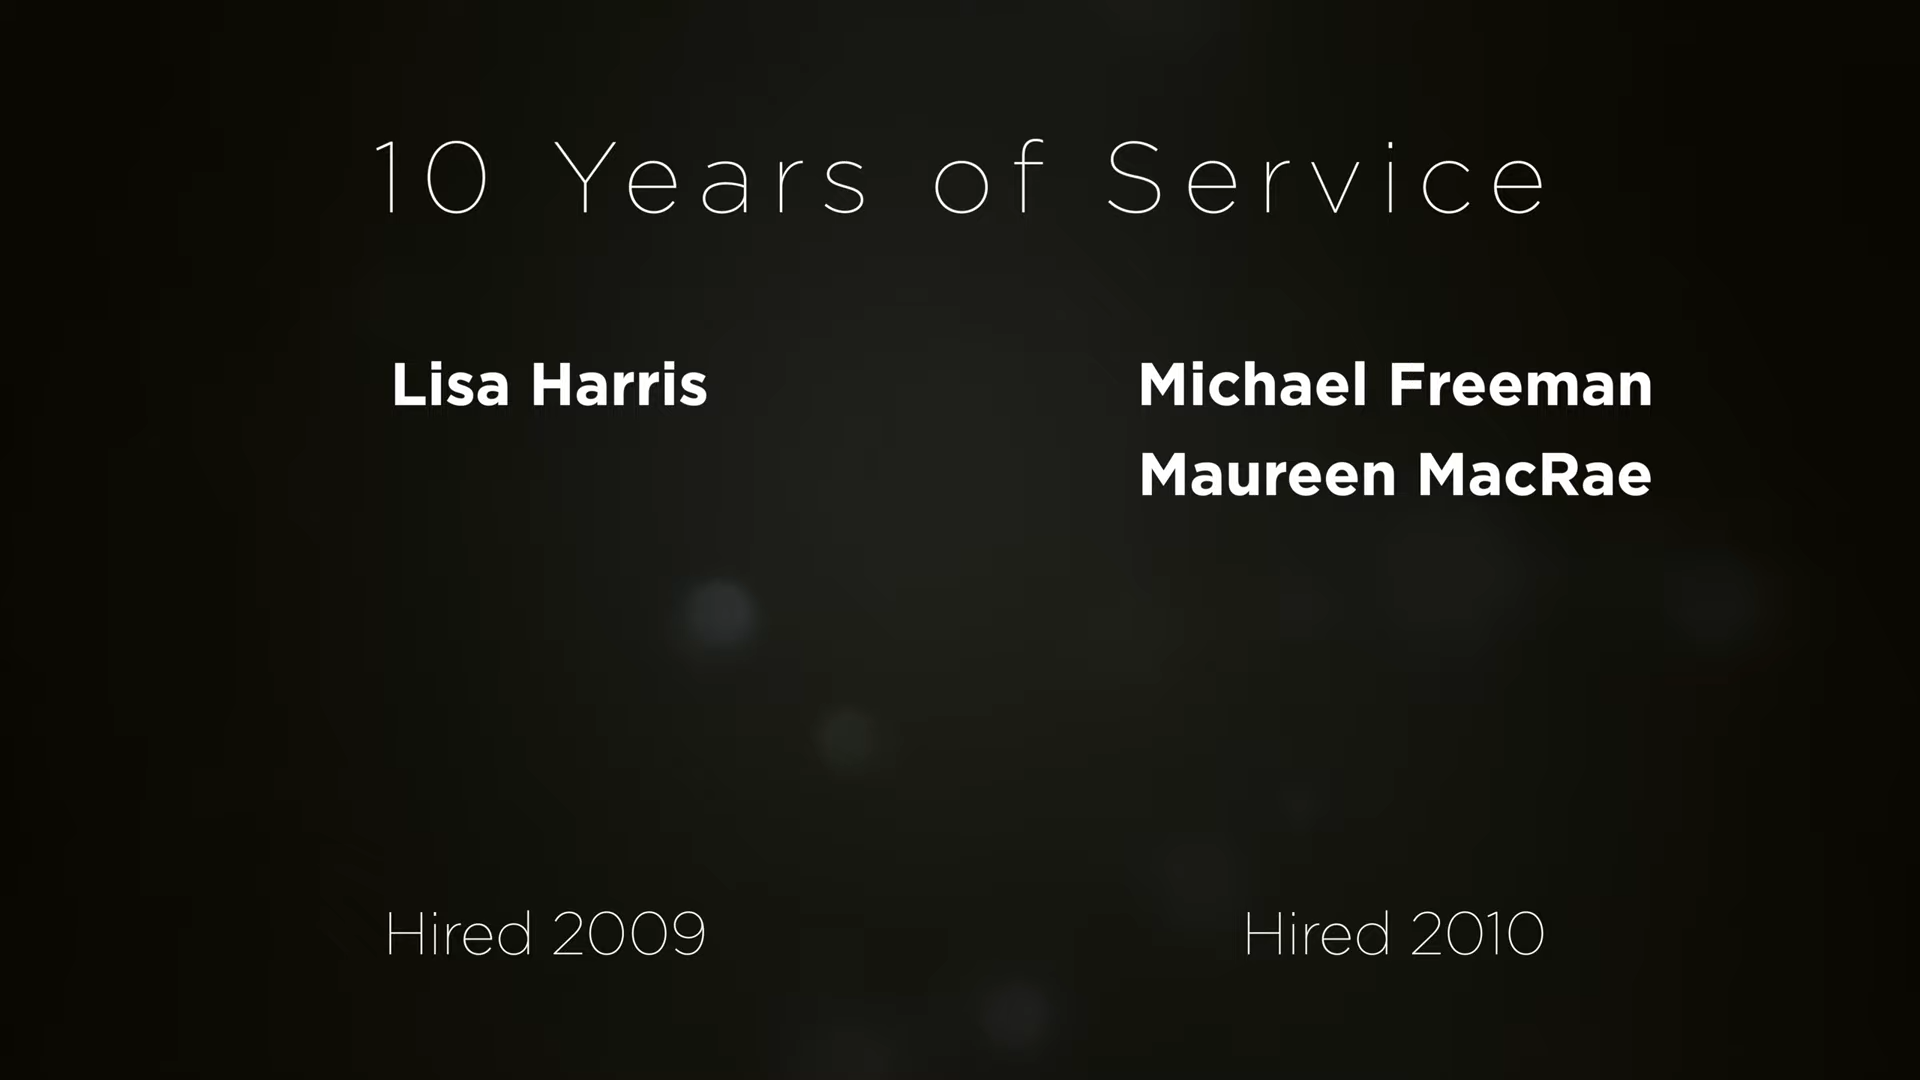 10 Years of Service
Lisa Harris
Michael Freeman
Maureen MacRae
Hired 2009
Hired 2010